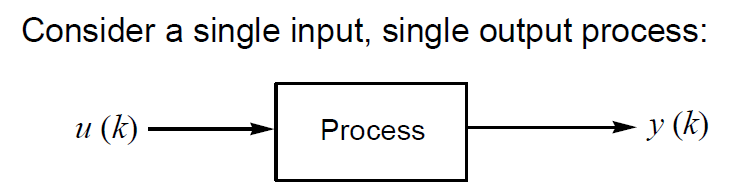 Consider a single input, single output process:
u (k) Process y (k)